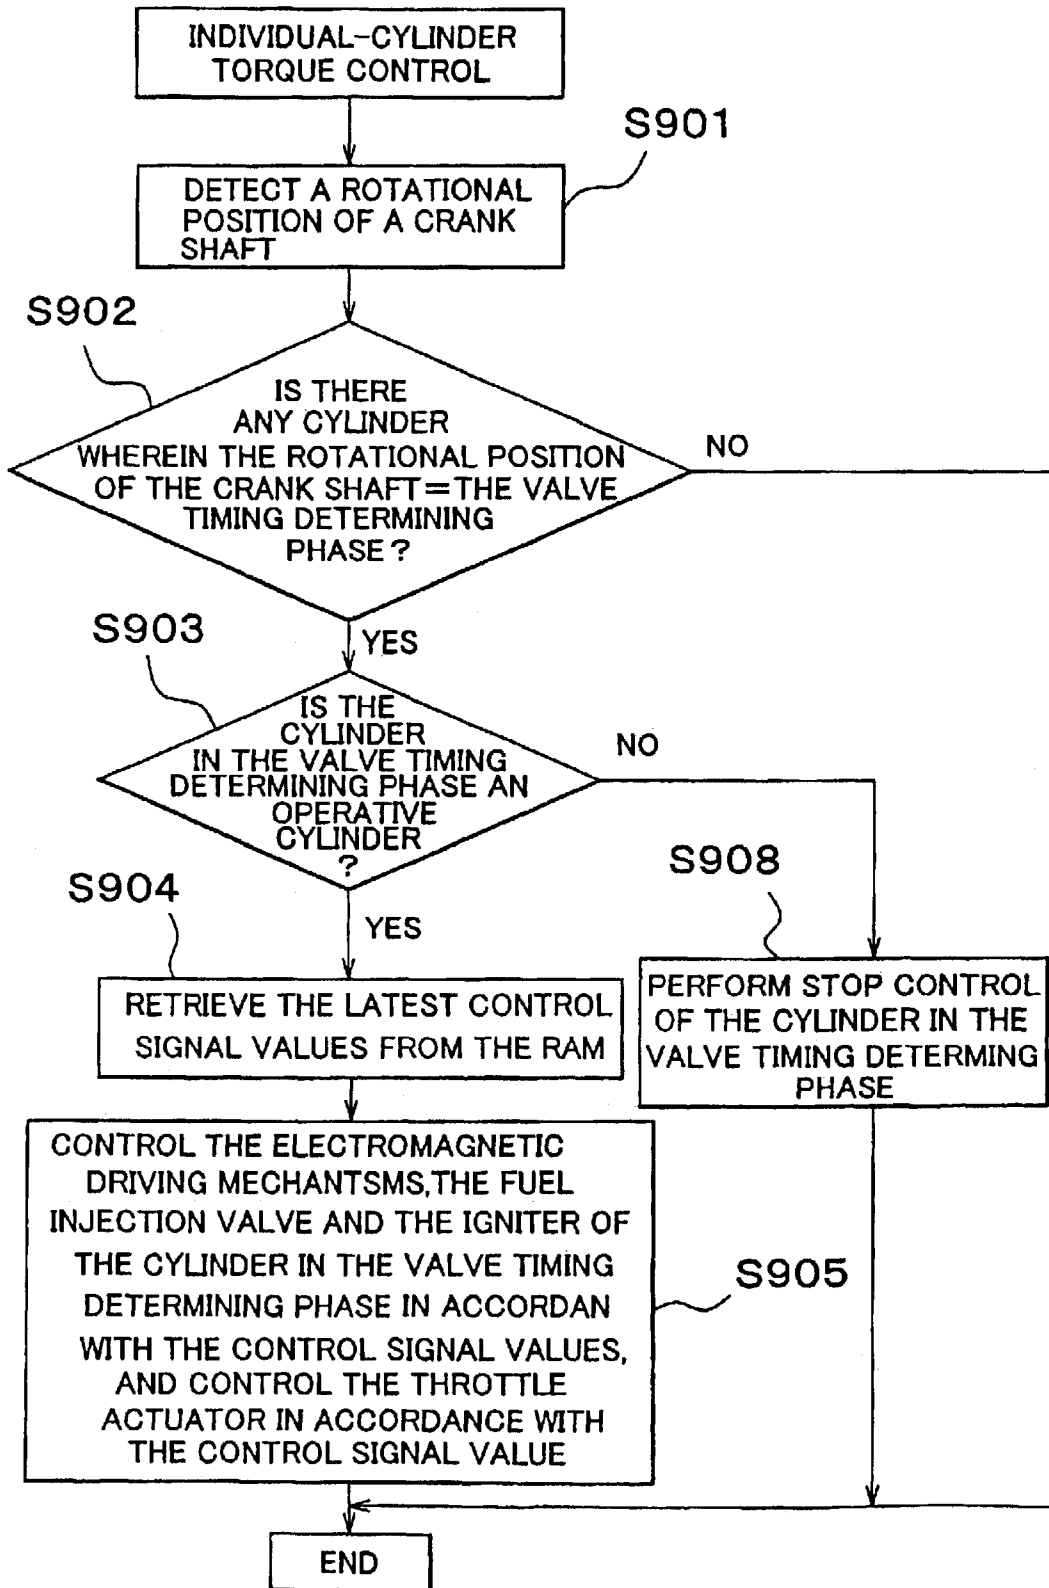 INDIVIDUAL-CYLINDER
TORQUE CONTROL
S901
DETECT A ROTATIONAL
POSITION OF A CRANK
SHAFT
S902
IS THERE
ANY CYLINDER
WHEREIN THE ROTATIONAL POSITION
OF THE CRANK SHAFT=THE VALVE
TIMING DETERMINING
PHASE?
NO
YES
S903
IS THE
CYLINDER
IN THE VALVE TIMING
DETERMINING PHASE AN
OPERATIVE
CYLINDER
?
NO
YES
S904
RETRIEVE THE LATEST CONTROL
SIGNAL VALUES FROM THE RAM
S908
PERFORM STOP CONTROL
OF THE CYLINDER IN THE
VALVE TIMING DETERMING
PHASE
CONTROL THE ELECTROMAGNETIC
DRIVING MECHANTSMS,THE FUEL
INJECTION VALVE AND THE IGNITER OF
THE CYLINDER IN THE VALVE TIMING
DETERMINING PHASE IN ACCORDAN
WITH THE CONTROL SIGNAL VALUES,
AND CONTROL THE THROTTLE
ACTUATOR IN ACCORDANCE WITH
THE CONTROL SIGNAL VALUE
S905
END